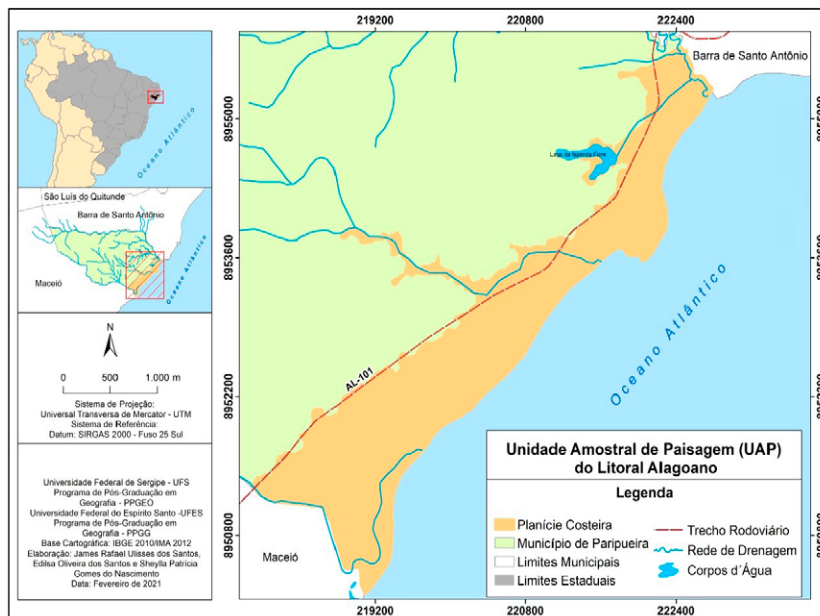 219200
220800
222400
Barra de Santo Antônio
8955000
8955000
Oceano Atlântico
São Luís do Quitunde
Barra de Santo Antônio
Maceió
Oceano Atlântico
8953600
8953600
AL-101
Oceano Atlântico
8952200
8952200
N
0 500 1.000 m
Sistema de Projeção:
Universal Transversa de Mercator - UTM
Sistema de Referência:
Datum: SIRGAS 2000 - Fuso 25 Sul
Universidade Federal de Sergipe - UFS
Programa de Pós-Graduação em
Geografia - PPGEO
Universidade Federal do Espírito Santo -UFES
Programa de Pós-Graduação em
Geografia - PPGG
Base Cartográfica: IBGE 2010/IMA 2012
Elaboração: James Rafael Ulisses dos Santos,
Edilsa Oliveira dos Santos e Sheylla Patrícia
Gomes do Nascimento
Data: Fevereiro de 2021
8950800
8950800
Maceió
Unidade Amostral de Paisagem (UAP)
do Litoral Alagoano
Legenda
Planície Costeira
Município de Paripueira
Limites Municipais
Limites Estaduais
Trecho Rodoviário
Rede de Drenagem
Corpos d´Água
219200
220800
222400